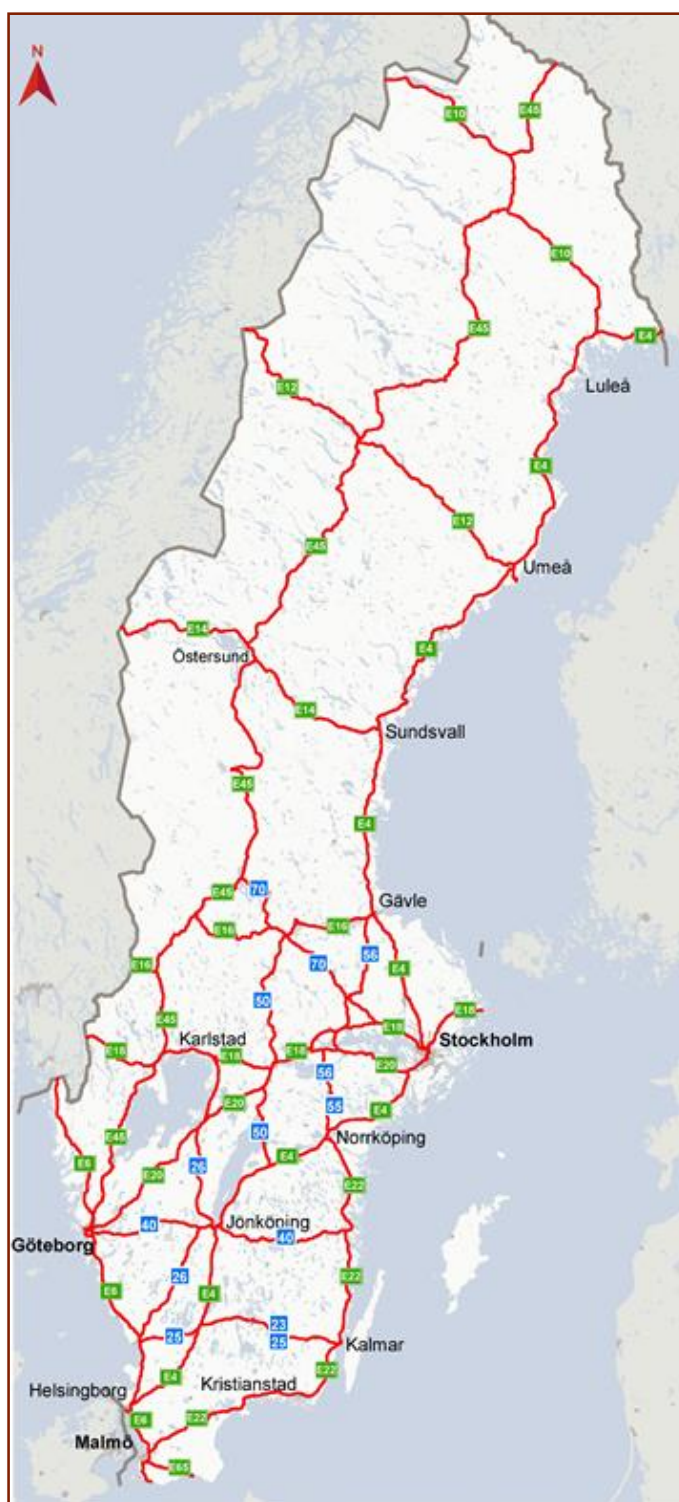 N
E10
E45
E10
E45
E4
Luleå
E12
E4
E12
E45
Umeå
E14
E4
Östersund
E14
Sundsvall
E45
E4
70
E45
Gävle
E16
E16
56
E16
70
E4
50
E18
E45
E18
Karlstad
Stockholm
E18
E18
E18
E20
56
E20
55
E4
50
Norrköping
E45
E4
E6
E20
26
E22
Jönköning
40
40
Göteborg
26
E22
E6
E4
23
25
25
Kalmar
E4
E22
Kristianstad
Helsingborg
E6
E22
Malmö
E65